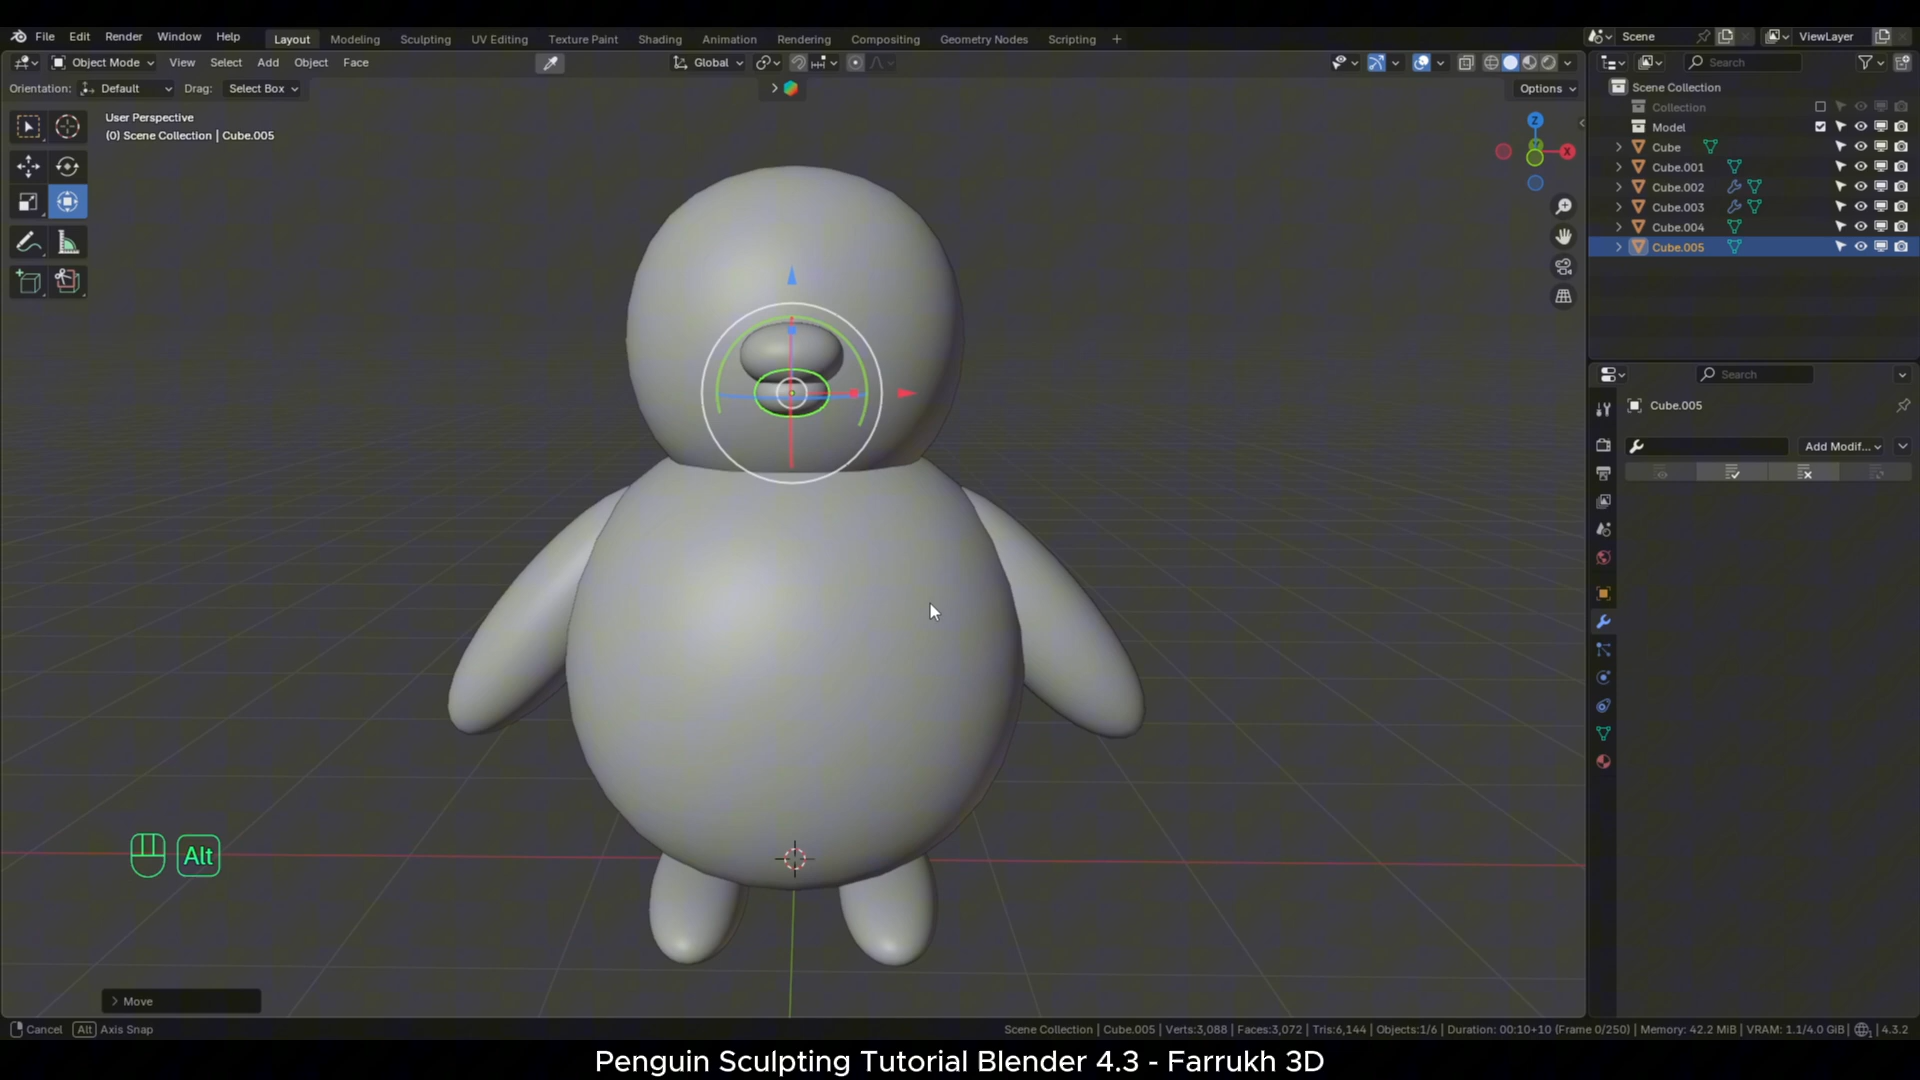 File Edit Render Window Help Layout Modeling Sculpting UV Editing Texture Paint Shading Animation Rendering Compositing Geometry Nodes Scripting + Scene ViewLayer
Object Mode View Select Add Object Face Global Search
Orientation: Default Drag: Select Box Options
User Perspective
(0) Scene Collection | Cube.005
Z
X
Scene Collection
Collection
Model
Cube
Cube.001
Cube.002
Cube.003
Cube.004
Cube.005
Search
Cube.005
Add Modif...
Alt
Move
Cancel Alt Axis Snap
Scene Collection | Cube.005 | Verts:3,088 | Faces:3,072 | Tris:6,144 | Objects:1/6 | Duration: 00:10+10 (Frame 0/250) | Memory: 42.2 MiB | VRAM: 1.1/4.0 GiB | 4.3.2
Penguin Sculpting Tutorial Blender 4.3 - Farrukh 3D